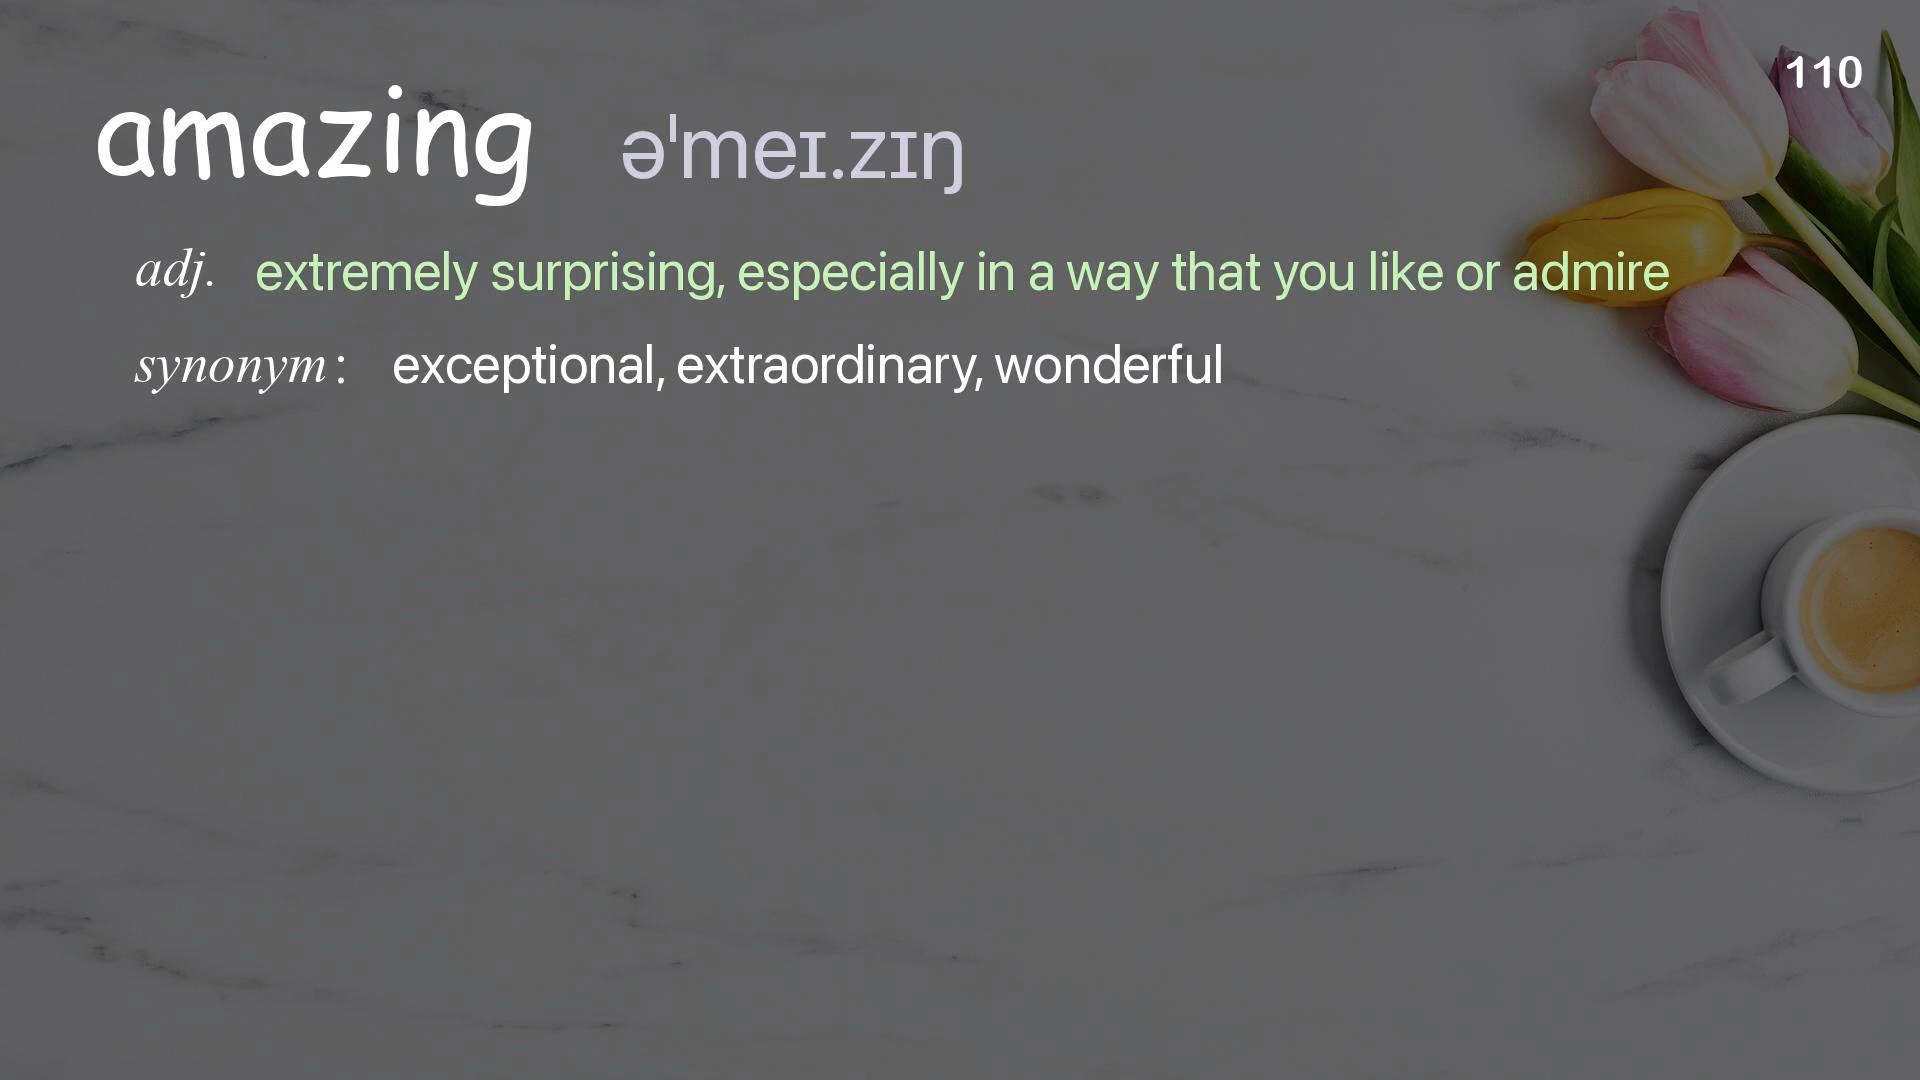 110
amazing əˈmeɪ.zɪŋ
adj. extremely surprising, especially in a way that you like or admire
synonym: exceptional, extraordinary, wonderful